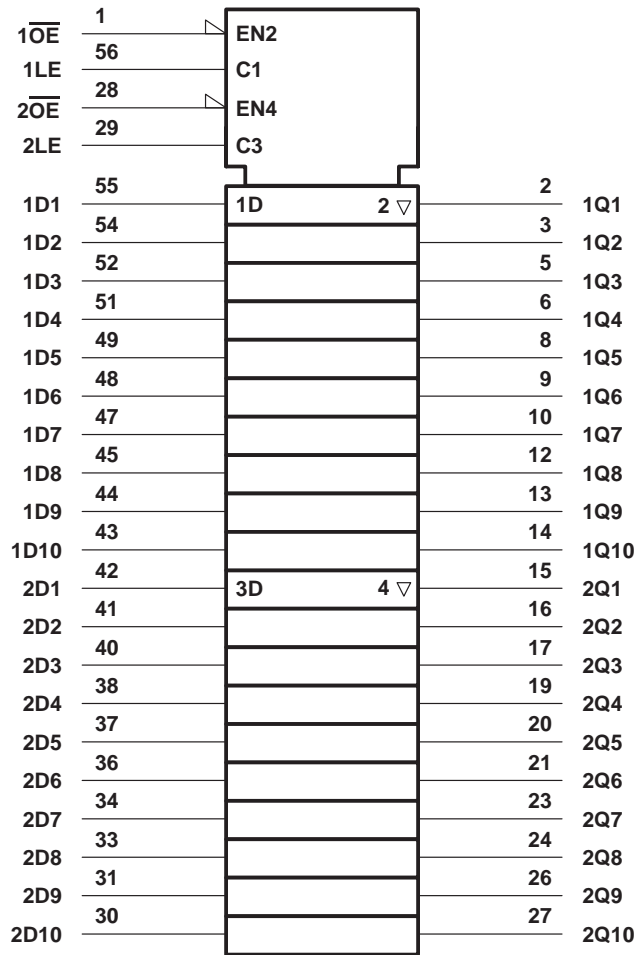 1O̅E̅ 1 EN2
1LE 56 C1
2O̅E̅ 28 EN4
2LE 29 C3
1D1 55 1D 2 ▽ 2 1Q1
1D2 54 3 1Q2
1D3 52 5 1Q3
1D4 51 6 1Q4
1D5 49 8 1Q5
1D6 48 9 1Q6
1D7 47 10 1Q7
1D8 45 12 1Q8
1D9 44 13 1Q9
1D10 43 14 1Q10
2D1 42 3D 4 ▽ 15 2Q1
2D2 41 16 2Q2
2D3 40 17 2Q3
2D4 38 19 2Q4
2D5 37 20 2Q5
2D6 36 21 2Q6
2D7 34 23 2Q7
2D8 33 24 2Q8
2D9 31 26 2Q9
2D10 30 27 2Q10